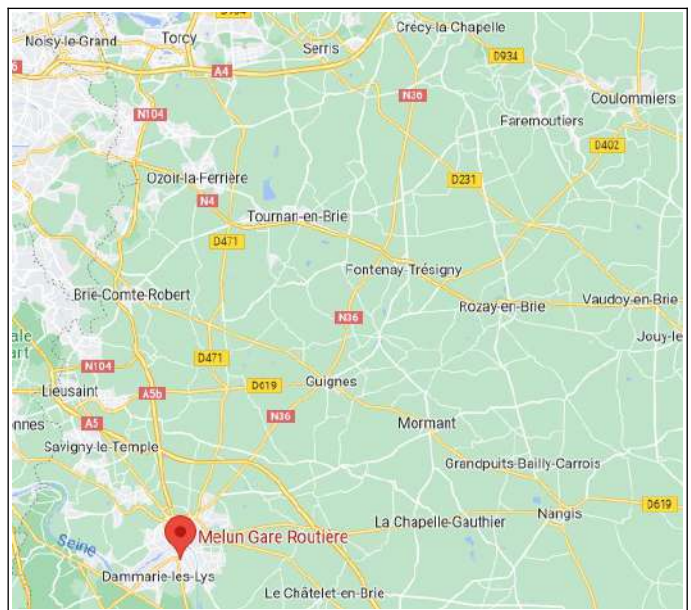 D934
Crécy-la Chapelle
Torcy
Noisy-le-Grand
Serris
D934
A4
N36
N104
Coulommiers
Faremoutiers
D402
Ozoir-la-Ferrière
D231
N4
Tournan-en-Brie
D471
Fontenay-Trésigny
Brie-Comte-Robert
Rozay-en-Brie
Vaudoy-en-Brie
N36
Jouy-le
N104
D471
Lieusaint
A5b
D619
Guignes
N36
A5
Mormant
Savigny-le-Temple
Grandpuits-Bailly-Carrois
D619
Nangis
La Chapelle-Gauthier
Melun Gare Routière
Seine
Dammarie-les-Lys
Le Châtelet-en-Brie